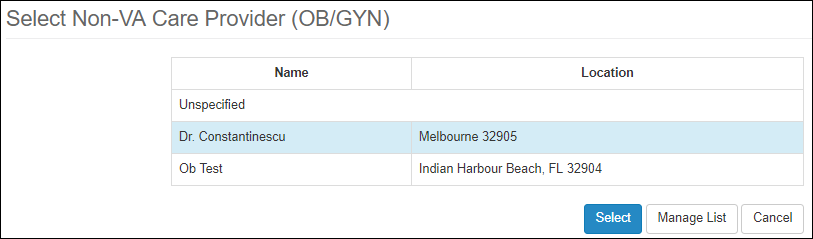 Select Non-VA Care Provider (OB/GYN)
Name Location
Unspecified
Dr. Constantinescu Melbourne 32905
Ob Test Indian Harbour Beach, FL 32904
Select Manage List Cancel